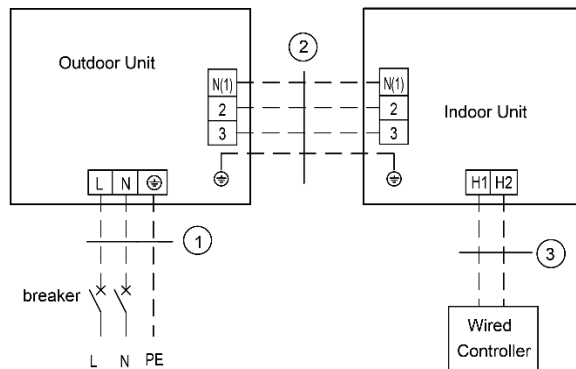 Outdoor Unit
N(1)
2
3
L N
2
N(1)
2
3
Indoor Unit
H1 H2
1
3
breaker
L N PE
Wired
Controller